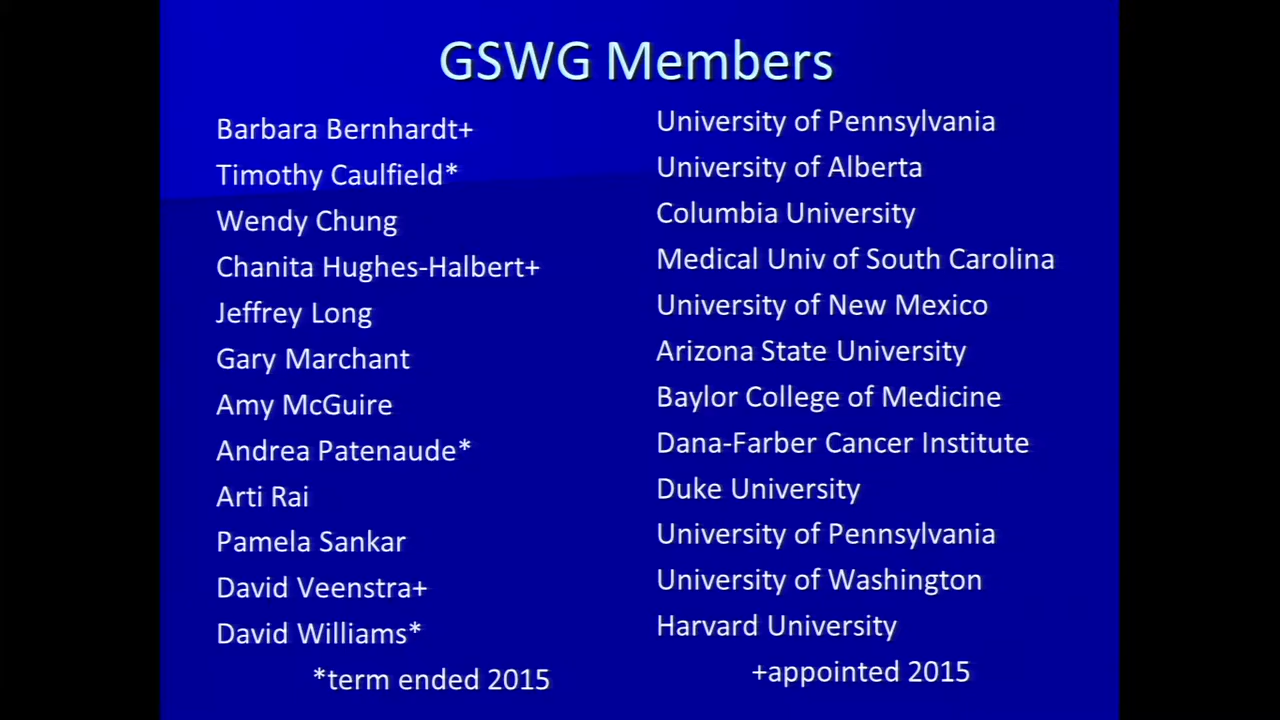 GSWG Members
Barbara Bernhardt+ University of Pennsylvania
Timothy Caulfield* University of Alberta
Wendy Chung Columbia University
Chanita Hughes-Halbert+ Medical Univ of South Carolina
Jeffrey Long University of New Mexico
Gary Marchant Arizona State University
Amy McGuire Baylor College of Medicine
Andrea Patenaude* Dana-Farber Cancer Institute
Arti Rai Duke University
Pamela Sankar University of Pennsylvania
David Veenstra+ University of Washington
David Williams* Harvard University
*term ended 2015 +appointed 2015